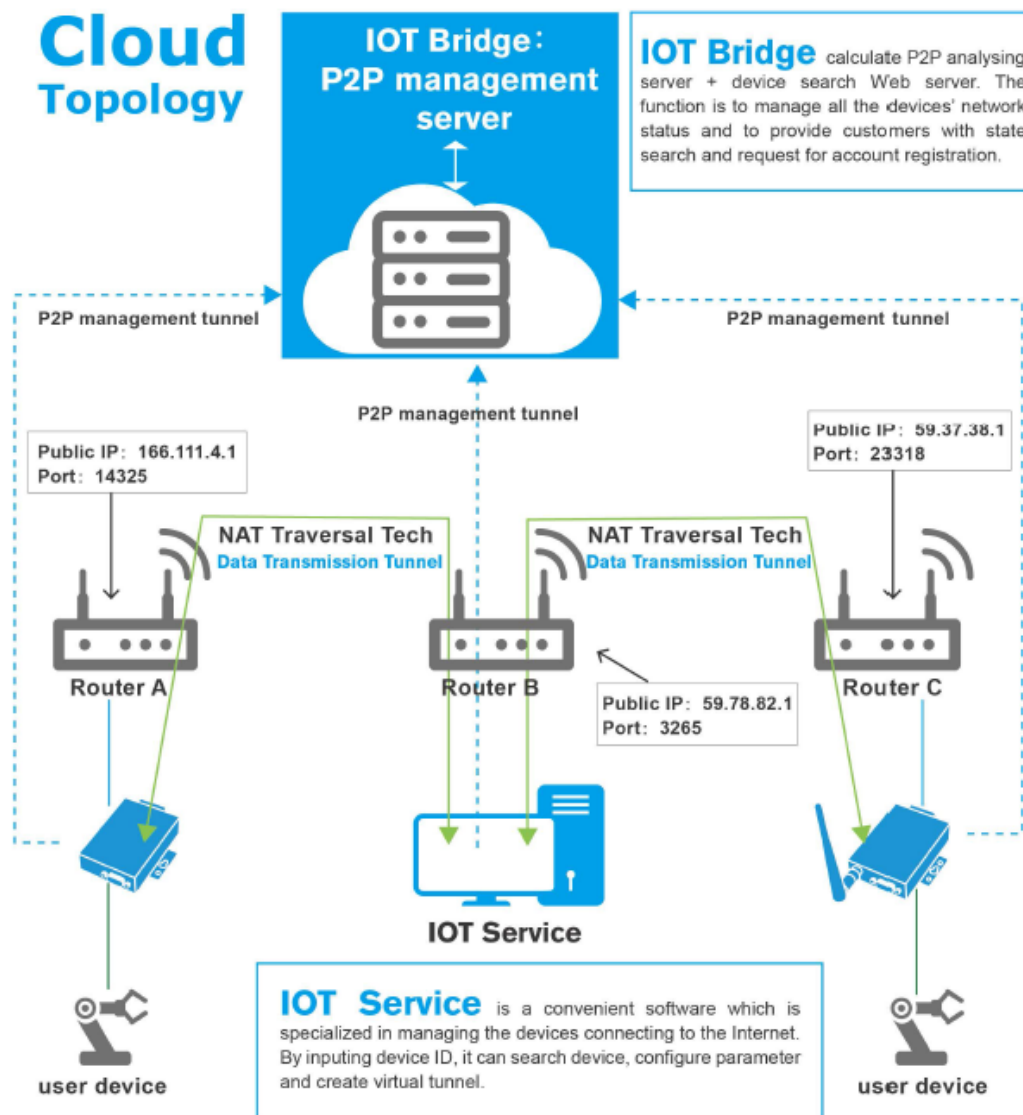 Cloud
Topology
IOT Bridge:
P2P management
server
IOT Bridge calculate P2P analysing
server + device search Web server. The
function is to manage all the devices' network
status and to provide customers with state
search and request for account registration.
P2P management tunnel
P2P management tunnel
P2P management tunnel
Public IP: 166.111.4.1
Port: 14325
Public IP: 59.37.38.1
Port: 23318
NAT Traversal Tech
Data Transmission Tunnel
NAT Traversal Tech
Data Transmission Tunnel
Router A
Router B
Router C
Public IP: 59.78.82.1
Port: 3265
IOT Service
IOT Service is a convenient software which is
specialized in managing the devices connecting to the Internet.
By inputing device ID, it can search device, configure parameter
and create virtual tunnel.
user device
user device